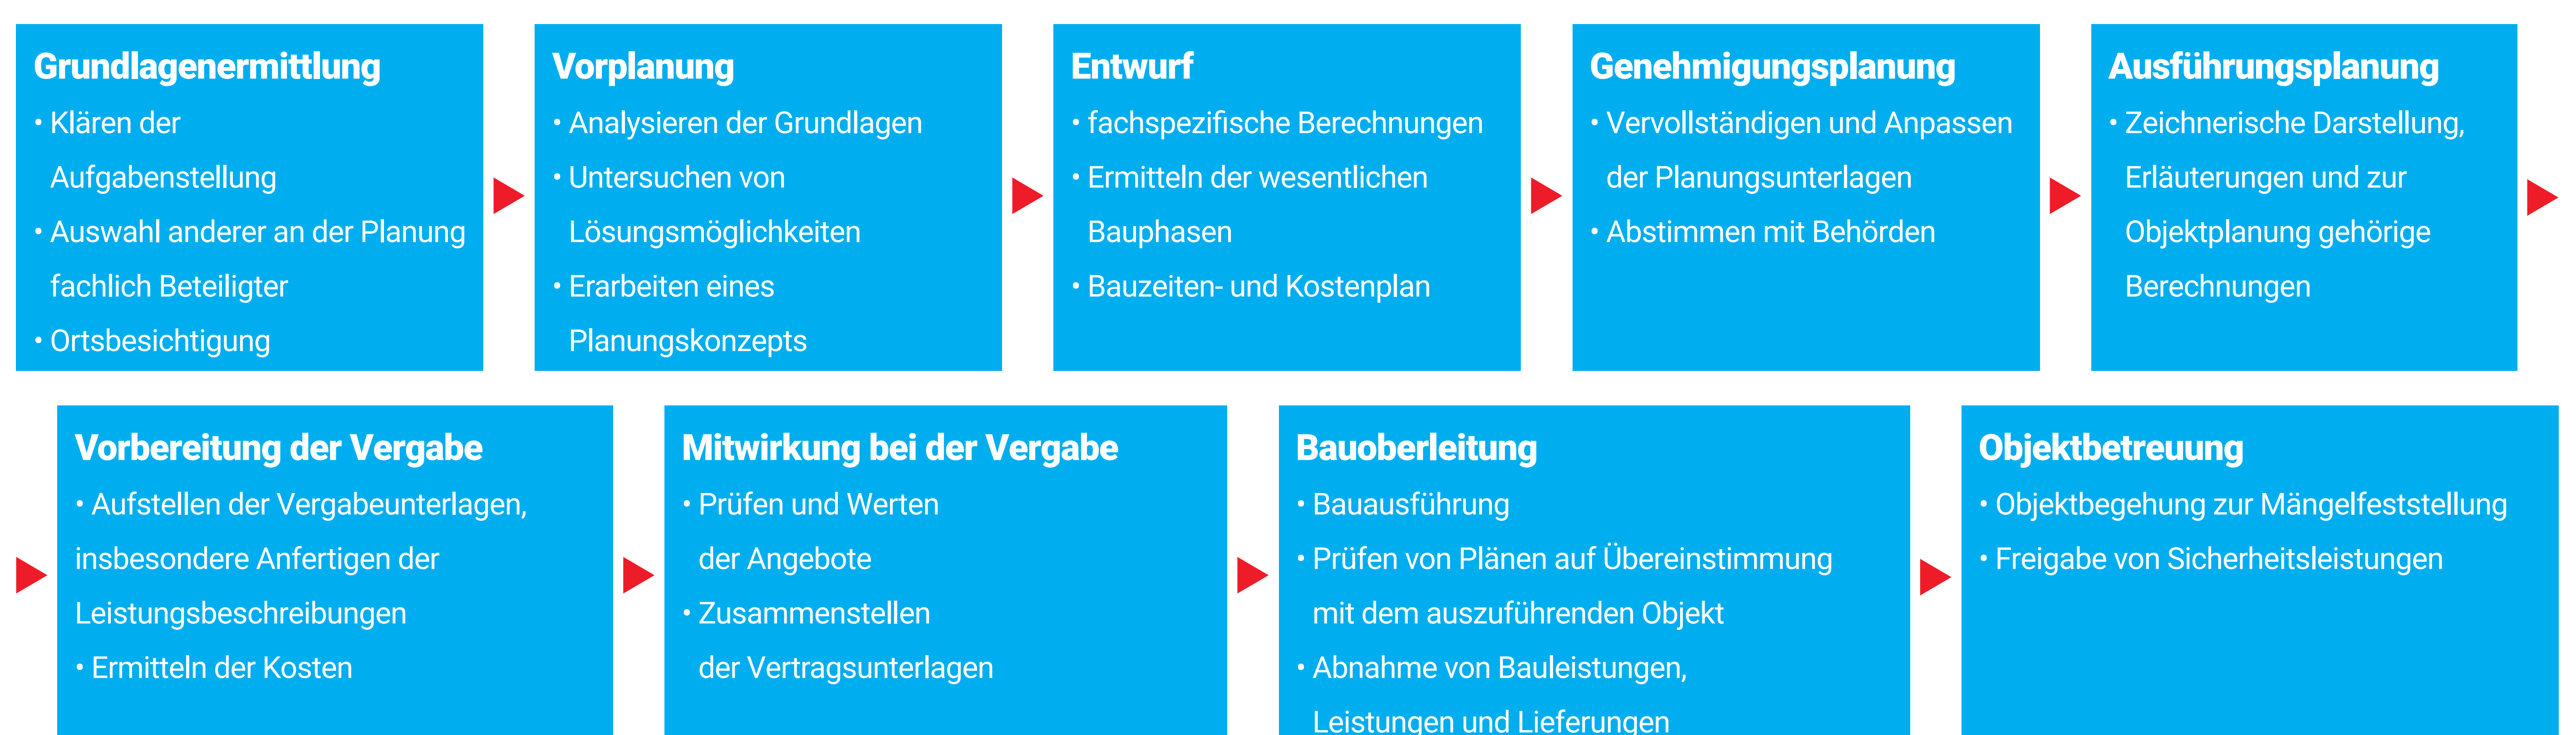 Grundlagenermittlung
• Klären der
Aufgabenstellung
• Auswahl anderer an der Planung
fachlich Beteiligter
• Ortsbesichtigung
Vorplanung
• Analysieren der Grundlagen
• Untersuchen von
Lösungsmöglichkeiten
• Erarbeiten eines
Planungskonzepts
Entwurf
• fachspezifische Berechnungen
• Ermitteln der wesentlichen
Bauphasen
• Bauzeiten- und Kostenplan
Genehmigungsplanung
• Vervollständigen und Anpassen
der Planungsunterlagen
• Abstimmen mit Behörden
Ausführungsplanung
• Zeichnerische Darstellung,
Erläuterungen und zur
Objektplanung gehörige
Berechnungen
Vorbereitung der Vergabe
• Aufstellen der Vergabeunterlagen,
insbesondere Anfertigen der
Leistungsbeschreibungen
• Ermitteln der Kosten
Mitwirkung bei der Vergabe
• Prüfen und Werten
der Angebote
• Zusammenstellen
der Vertragsunterlagen
Bauoberleitung
• Bauausführung
• Prüfen von Plänen auf Übereinstimmung
mit dem auszuführenden Objekt
• Abnahme von Bauleistungen,
Leistungen und Lieferungen
Objektbetreuung
• Objektbegehung zur Mängelfeststellung
• Freigabe von Sicherheitsleistungen